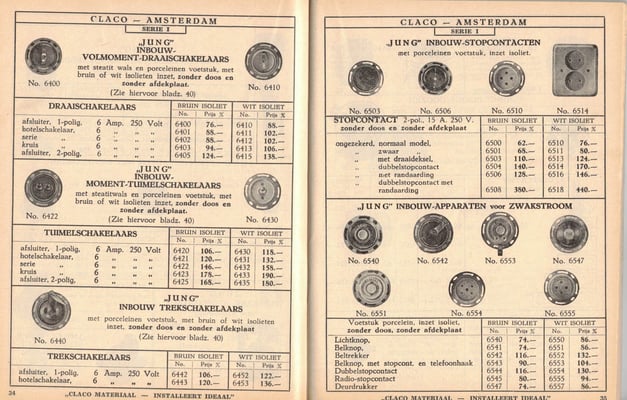 CLACO — AMSTERDAM
SERIE I
„JUNG”
INBOUW-
VOLMOMENT-DRAAISCHAKELAARS
met steatit wals en porceleinen voetstuk, met
bruin of wit isolieten inzet, zonder doos en
zonder afdekplaat.
(Zie hiervoor bladz. 40)
No. 6400
No. 6410
DRAAISCHAKELAARS BRUIN ISOLIET WIT ISOLIET
No. Prijs % No. Prijs %
afsluiter, 1-polig, 6 Amp. 250 Volt 6400 76.— 6410 88.—
hotelschakelaar, 6 „ „ „ 6401 88.— 6411 102.—
serie „ 6 „ „ „ 6402 88.— 6412 102.—
kruis „ 6 „ „ „ 6403 94.— 6413 106.—
afsluiter, 2-polig, 6 „ „ „ 6405 124.— 6415 138.—
„JUNG”
INBOUW-
MOMENT-TUIMELSCHAKELAARS
met steatitwals en porceleinen voetstuk, met
bruin of wit isolieten inzet, zonder doos en
zonder afdekplaat.
(Zie hiervoor bladz. 40)
No. 6422
No. 6430
TUIMELSCHAKELAARS BRUIN ISOLIET WIT ISOLIET
No. Prijs % No. Prijs %
afsluiter, 1-polig, 6 Amp. 250 Volt 6420 106.— 6430 118.—
hotelschakelaar, 6 „ „ „ 6421 120.— 6431 132.—
serie „ 6 „ „ „ 6422 146.— 6432 158.—
kruis „ 6 „ „ „ 6423 178.— 6433 190.—
afsluiter, 2-polig, 6 „ „ „ 6425 168.— 6435 180.—
„JUNG”
INBOUW TREKSCHAKELAARS
met porceleinen voetstuk, met bruin of wit isolieten
inzet, zonder doos en zonder afdekplaat
(Zie hiervoor bladz. 40)
No. 6440
TREKSCHAKELAARS BRUIN ISOLIET WIT ISOLIET
No. Prijs % No. Prijs %
afsluiter, 1-polig, 6 Amp. 250 Volt 6442 106.— 6452 122.—
hotelschakelaar, 6 „ „ „ 6443 120.— 6453 136.—
34 „CLACO MATERIAAL — INSTALLEERT IDEAAL”
CLACO — AMSTERDAM
SERIE I
„JUNG” INBOUW-STOPCONTACTEN
met porceleinen voetstuk, inzet isoliet.
No. 6503 No. 6506 No. 6510 No. 6514
STOPCONTACT 2-pol., 15 A. 250 V. BRUIN ISOLIET WIT ISOLIET
zonder doos en zonder afdekplaat No. Prijs % No. Prijs %
ongezekerd, normaal model, 6500 62.— 6510 76.—
„ zwaar „ 6501 68.— 6511 80.—
„ met draaideksel, 6503 110.— 6513 124.—
„ dubbelstopcontact 6504 140.— 6514 170.—
„ met randaarding 6506 128.— 6516 146.—
„ dubbelstopcontact met
randaarding 6508 380.— 6518 440.—
„JUNG” INBOUW-APPARATEN voor ZWAKSTROOM
No. 6540 No. 6542 No. 6553 No. 6547
No. 6551 No. 6554 No. 6555
Voetstuk porcelein, inzet isoliet, BRUIN ISOLIET WIT ISOLIET
zonder doos, zonder afdekplaat No. Prijs % No. Prijs %
Lichtknop, 6540 74.— 6550 86.—
Belknop, 6541 74.— 6551 86.—
Beltrekker 6542 116.— 6552 132.—
Belknop, met stopcont. en telefoonhaak 6543 90.— 6553 104.—
Dubbelstopcontact 6544 116.— 6554 130.—
Radio-stopcontact 6545 80.— 6555 94.—
Deurdrukker 6547 74.— 6557 86.—
„CLACO MATERIAAL — INSTALLEERT IDEAAL” 35